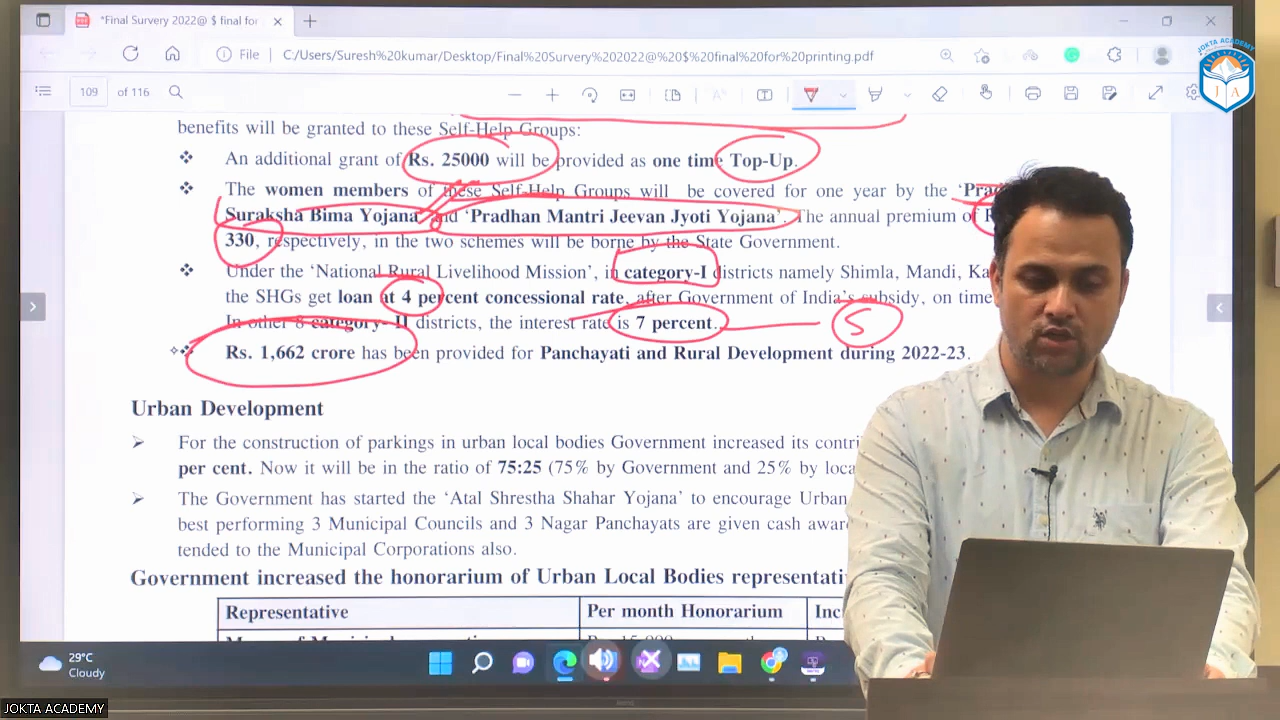 *Final Survery 2022@ $ final for
JOKTA ACADEMY
J A
File
C:/Users/Suresh%20kumar/Desktop/Final%20Survery%202022@%20$%20final%20for%20printing.pdf
109 of 116
benefits will be granted to these Self-Help Groups:
An additional grant of Rs. 25000 will be provided as one time Top-Up.
The women members of these Self-Help Groups will be covered for one year by the 'Prad
Suraksha Bima Yojana' and 'Pradhan Mantri Jeevan Jyoti Yojana'. The annual premium of R
330, respectively, in the two schemes will be borne by the State Government.
Under the 'National Rural Livelihood Mission', in category-I districts namely Shimla, Mandi, Ka
the SHGs get loan at 4 percent concessional rate, after Government of India's subsidy, on time
In other 8 category- II districts, the interest rate is 7 percent. 5
Rs. 1,662 crore has been provided for Panchayati and Rural Development during 2022-23.
Urban Development
For the construction of parkings in urban local bodies Government increased its contri
per cent. Now it will be in the ratio of 75:25 (75% by Government and 25% by loca
The Government has started the 'Atal Shrestha Shahar Yojana' to encourage Urban
best performing 3 Municipal Councils and 3 Nagar Panchayats are given cash awar
tended to the Municipal Corporations also.
Government increased the honorarium of Urban Local Bodies representati
Representative Per month Honorarium Inc
29°C
Cloudy
JOKTA ACADEMY